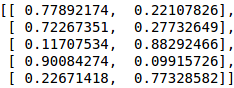 [[ 0.77892174,  0.22107826],
 [ 0.72267351,  0.27732649],
 [ 0.11707534,  0.88292466],
 [ 0.90084274,  0.09915726],
 [ 0.22671418,  0.77328582]]